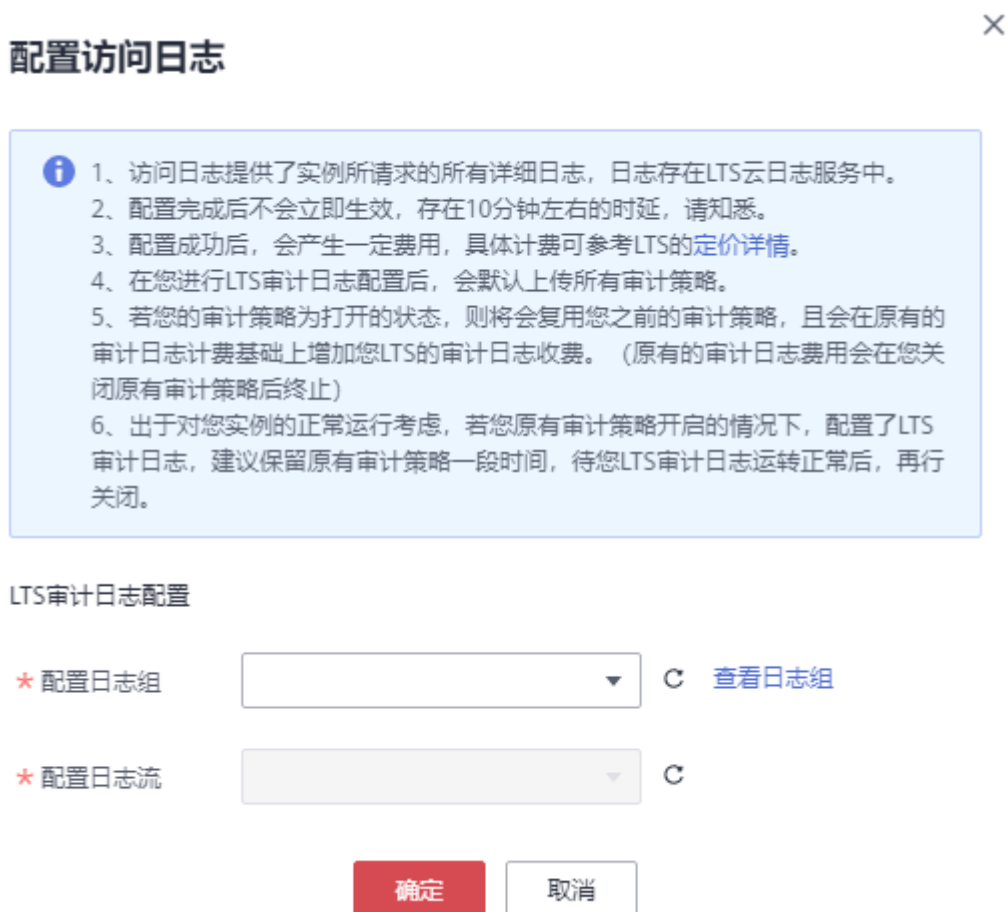 配置访问日志
1、访问日志提供了实例所请求的所有详细日志，日志存在LTS云日志服务中。
2、配置完成后不会立即生效，存在10分钟左右的时延，请知悉。
3、配置成功后，会产生一定费用，具体计费可参考LTS的定价详情。
4、在您进行LTS审计日志配置后，会默认上传所有审计策略。
5、若您的审计策略为打开的状态，则将会复用您之前的审计策略，且会在原有的
审计日志计费基础上增加您LTS的审计日志收费。（原有的审计日志费用会在您关
闭原有审计策略后终止）
6、出于对您实例的正常运行考虑，若您原有审计策略开启的情况下，配置了LTS
审计日志，建议保留原有审计策略一段时间，待您LTS审计日志运转正常后，再行
关闭。
LTS审计日志配置
* 配置日志组 查看日志组
* 配置日志流
确定 取消